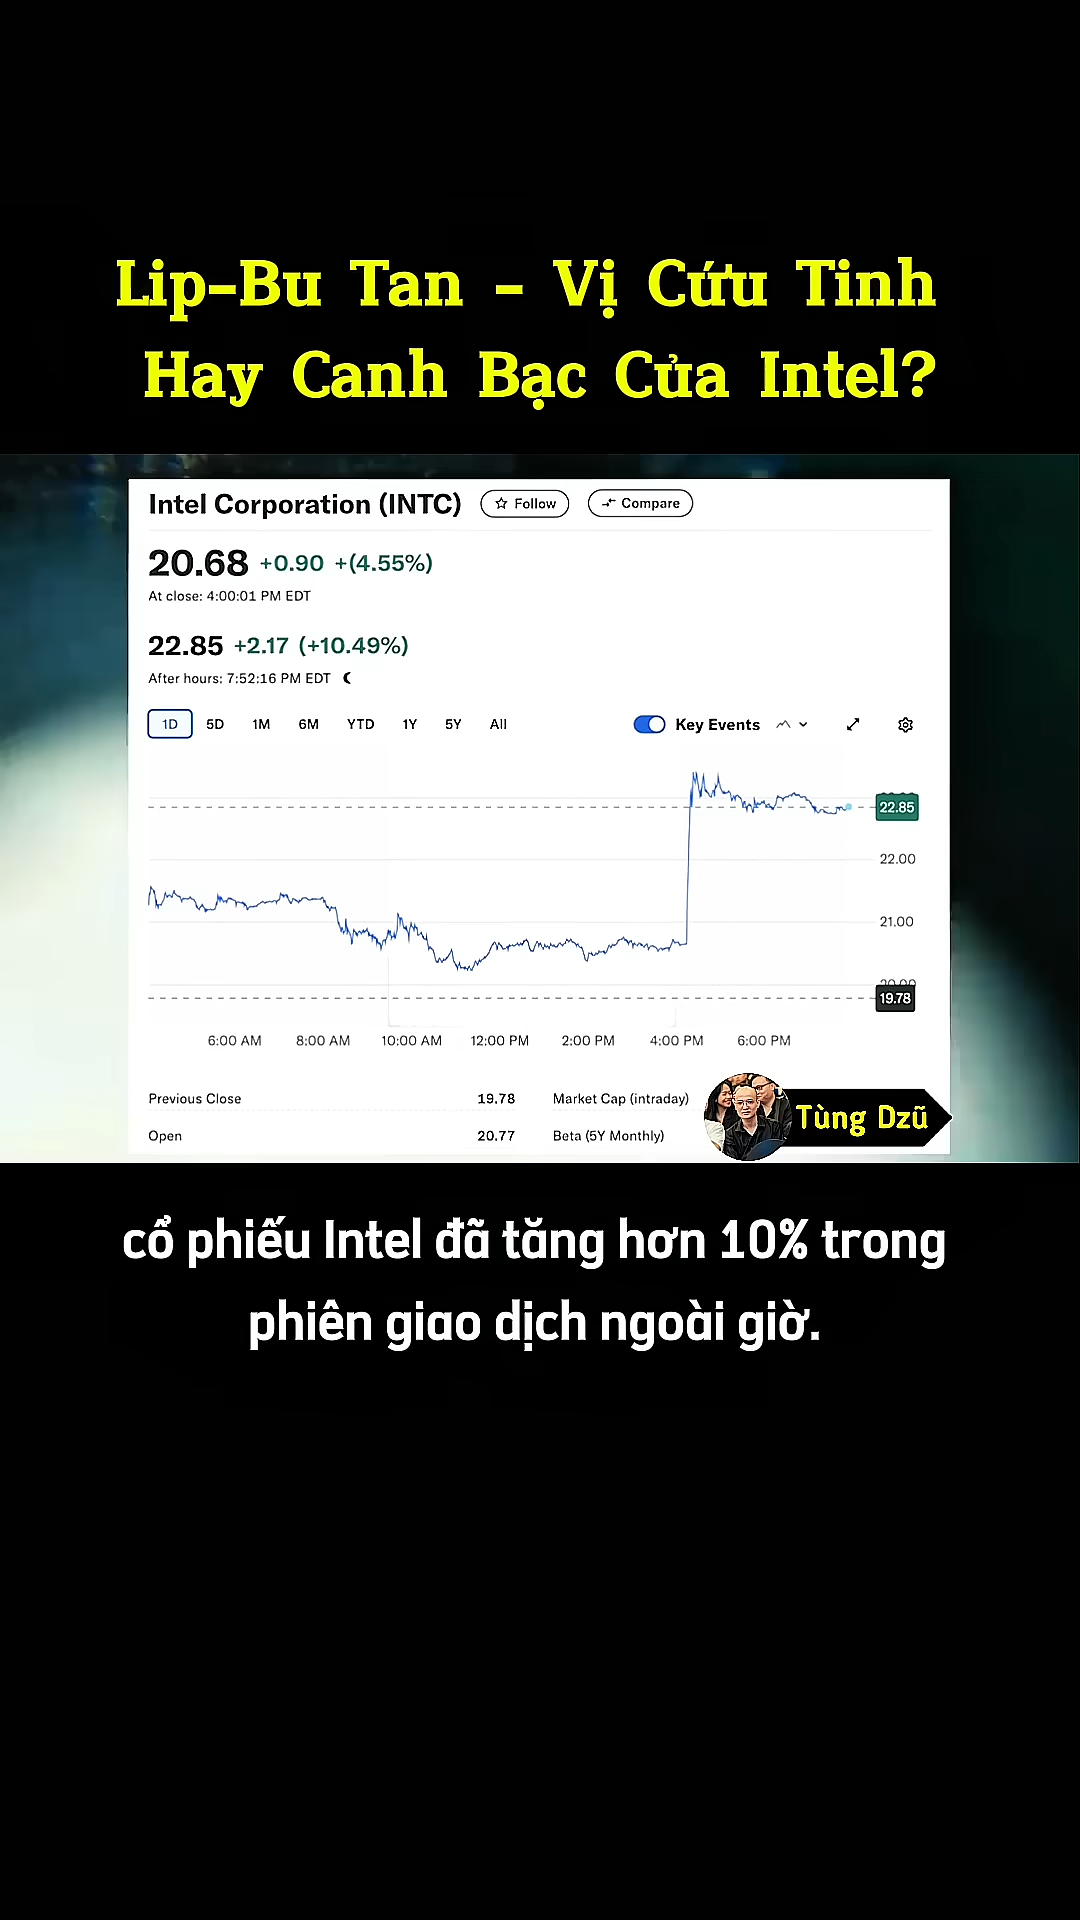 Lip-Bu Tan - Vị Cứu Tinh
Hay Canh Bạc Của Intel?
Intel Corporation (INTC) Follow Compare
20.68 +0.90 +(4.55%)
At close: 4:00:01 PM EDT
22.85 +2.17 (+10.49%)
After hours: 7:52:16 PM EDT
1D 5D 1M 6M YTD 1Y 5Y All Key Events
22.85
22.00
21.00
20.00
19.78
6:00 AM 8:00 AM 10:00 AM 12:00 PM 2:00 PM 4:00 PM 6:00 PM
Previous Close 19.78 Market Cap (intraday)
Open 20.77 Beta (5Y Monthly)
Tùng Dzũ
cổ phiếu Intel đã tăng hơn 10% trong
phiên giao dịch ngoài giờ.